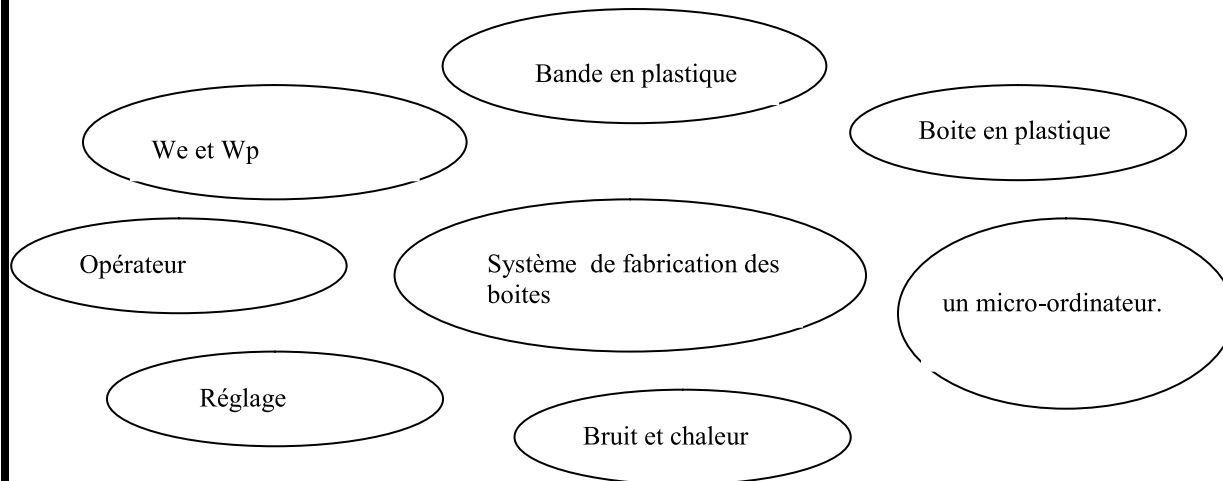 Bande en plastique
Boite en plastique
We et Wp
Opérateur
Système  de fabrication des
boites
un micro-ordinateur.
Réglage
Bruit et chaleur